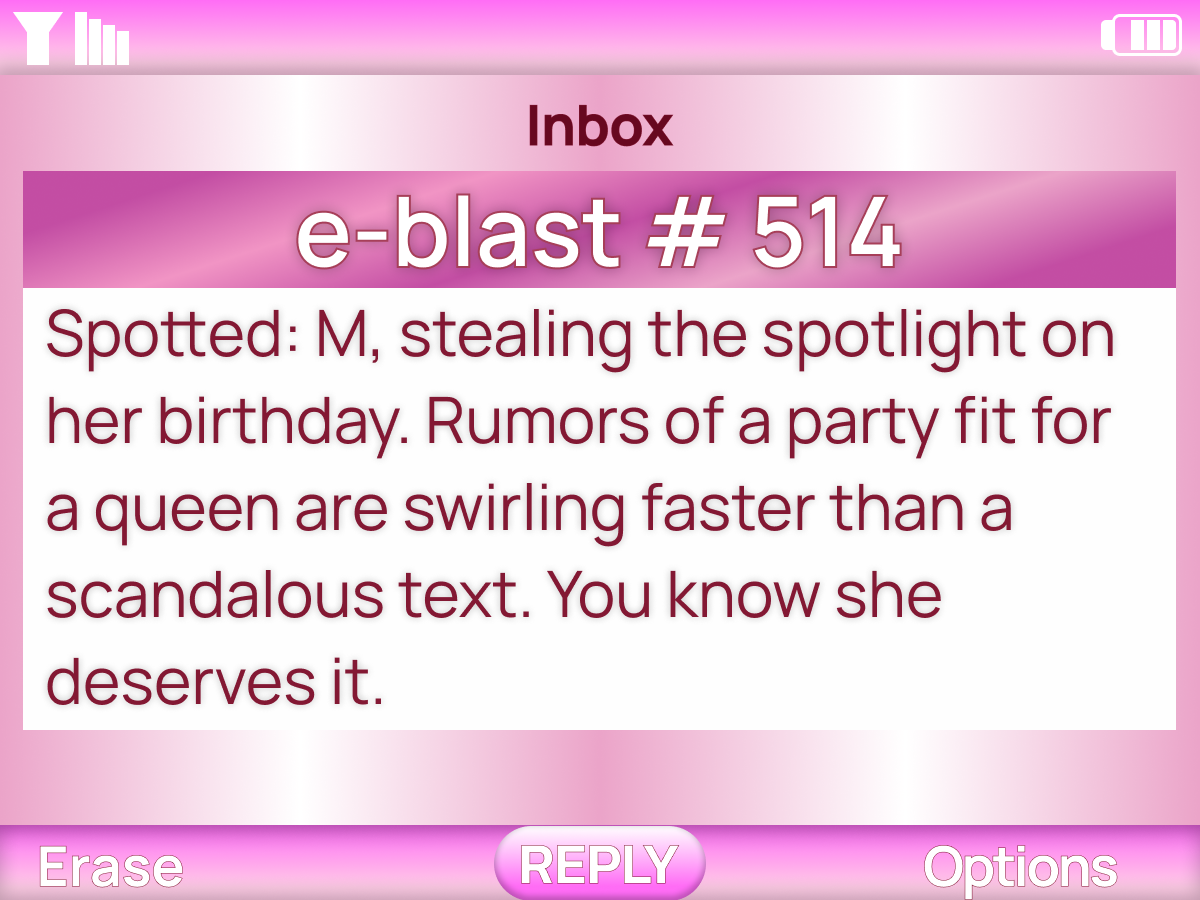 Inbox
e-blast # 514
Spotted: M, stealing the spotlight on
her birthday. Rumors of a party fit for
a queen are swirling faster than a
scandalous text. You know she
deserves it.
Erase
REPLY
Options